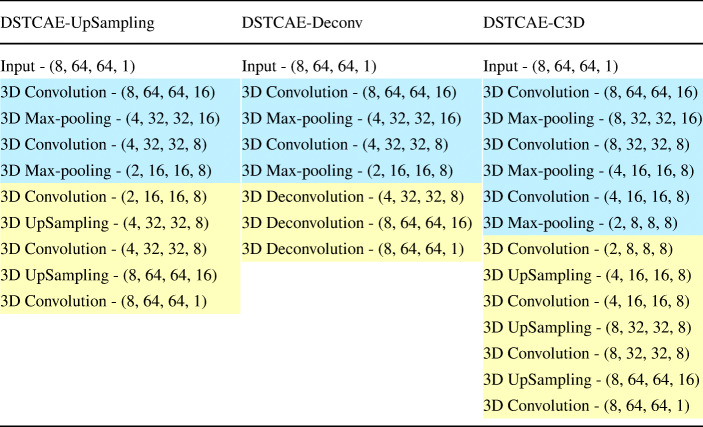 DSTCAE-UpSampling DSTCAE-Deconv DSTCAE-C3D
Input - (8, 64, 64, 1) Input - (8, 64, 64, 1) Input - (8, 64, 64, 1)
3D Convolution - (8, 64, 64, 16) 3D Convolution - (8, 64, 64, 16) 3D Convolution - (8, 64, 64, 16)
3D Max-pooling - (4, 32, 32, 16) 3D Max-pooling - (4, 32, 32, 16) 3D Max-pooling - (8, 32, 32, 16)
3D Convolution - (4, 32, 32, 8) 3D Convolution - (4, 32, 32, 8) 3D Convolution - (8, 32, 32, 8)
3D Max-pooling - (2, 16, 16, 8) 3D Max-pooling - (2, 16, 16, 8) 3D Max-pooling - (4, 16, 16, 8)
3D Convolution - (2, 16, 16, 8) 3D Deconvolution - (4, 32, 32, 8) 3D Convolution - (4, 16, 16, 8)
3D UpSampling - (4, 32, 32, 8) 3D Deconvolution - (8, 64, 64, 16) 3D Max-pooling - (2, 8, 8, 8)
3D Convolution - (4, 32, 32, 8) 3D Deconvolution - (8, 64, 64, 1) 3D Convolution - (2, 8, 8, 8)
3D UpSampling - (8, 64, 64, 16) 3D UpSampling - (4, 16, 16, 8)
3D Convolution - (8, 64, 64, 1) 3D Convolution - (4, 16, 16, 8)
3D UpSampling - (8, 32, 32, 8)
3D Convolution - (8, 32, 32, 8)
3D UpSampling - (8, 64, 64, 16)
3D Convolution - (8, 64, 64, 1)